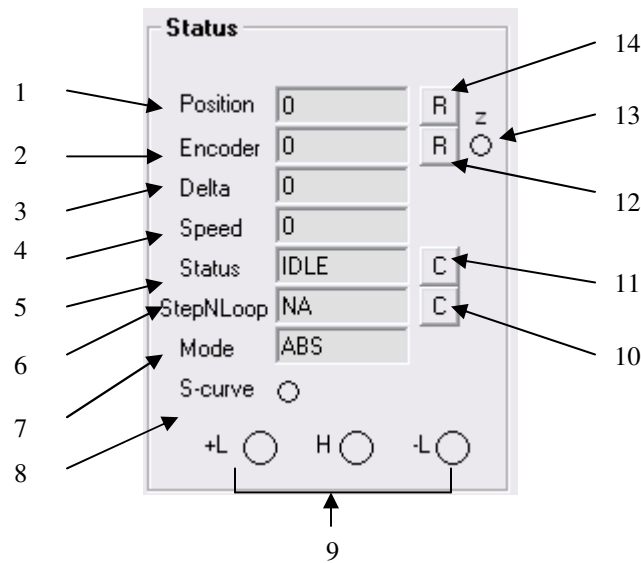 Status
14
1
Position 0 R
z
13
2
Encoder 0 R
12
3
Delta 0
4
Speed 0
5
Status IDLE C
11
6
StepNLoop NA C
10
7
Mode ABS
8
S-curve
+L H -L
9